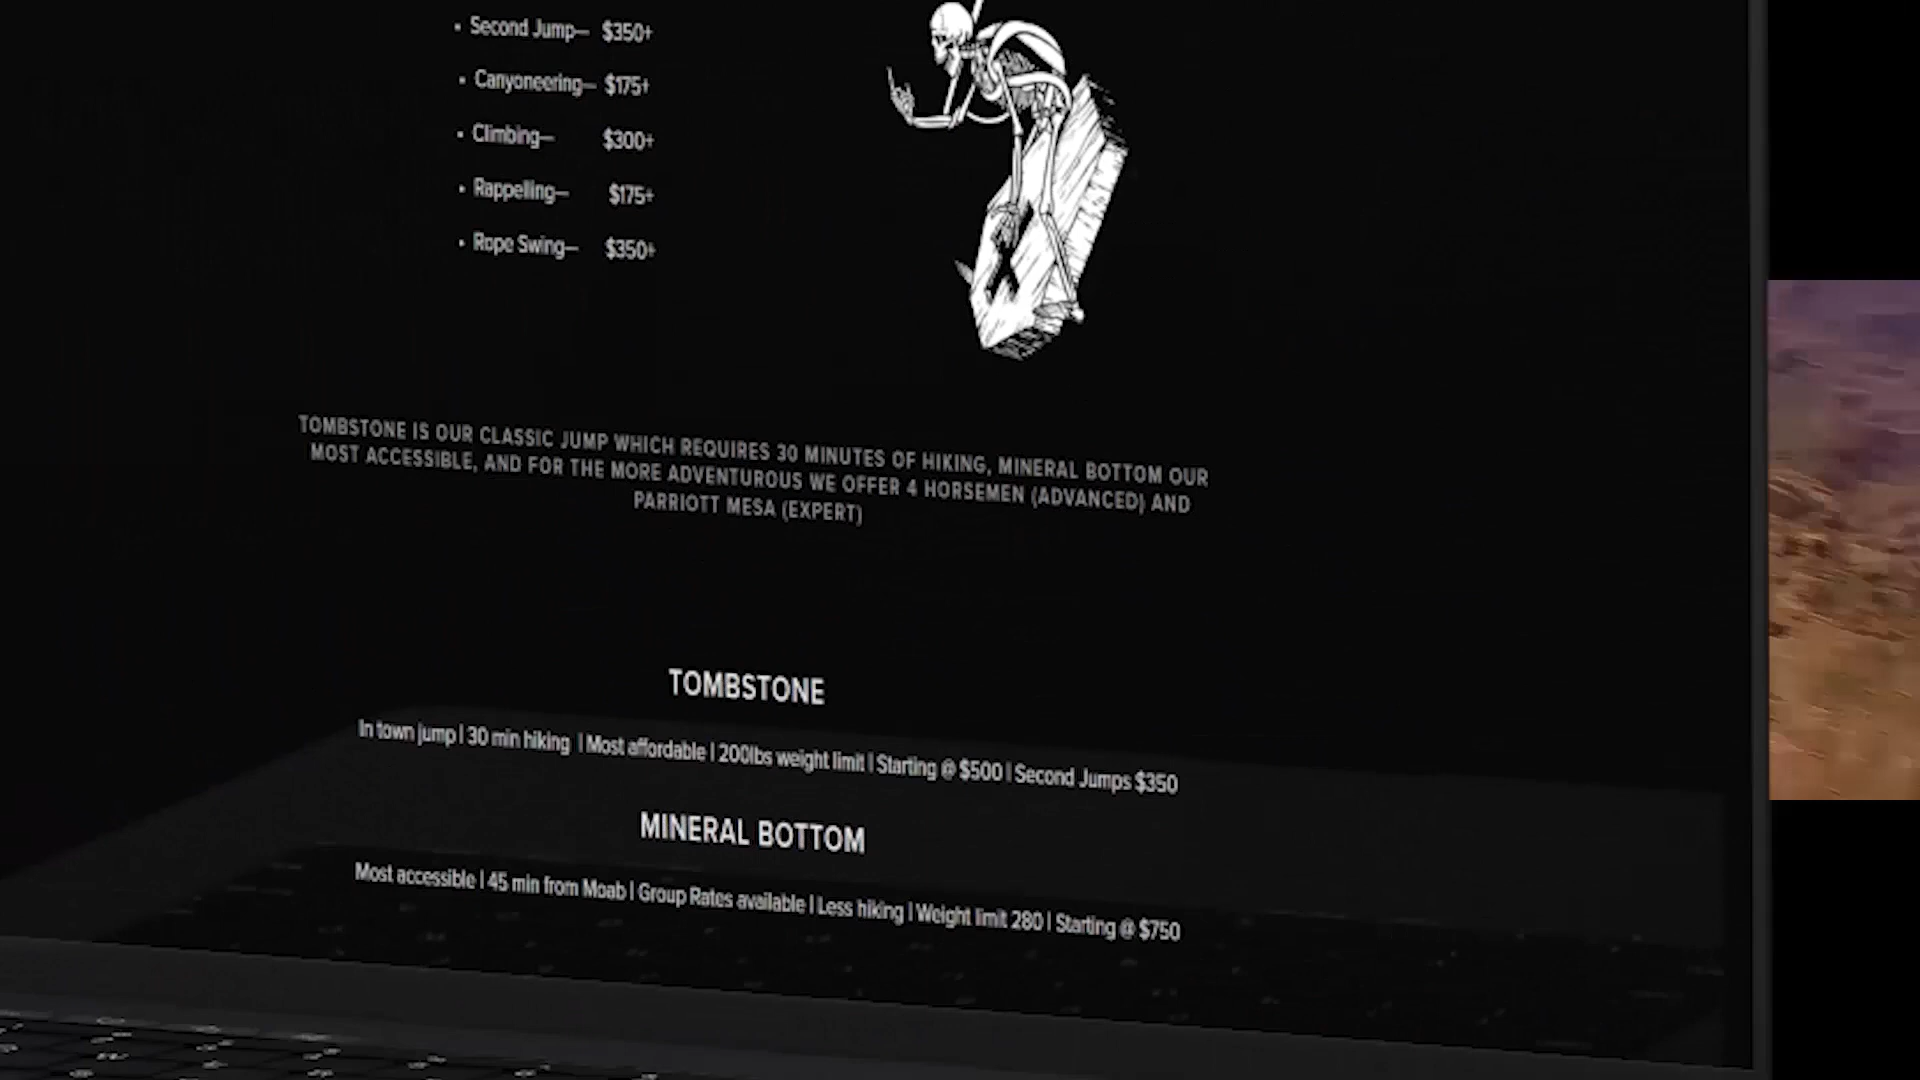 • Second Jump— $350+
• Canyoneering— $175+
• Climbing— $300+
• Rappelling— $175+
• Rope Swing— $350+
TOMBSTONE IS OUR CLASSIC JUMP WHICH REQUIRES 30 MINUTES OF HIKING, MINERAL BOTTOM OUR
MOST ACCESSIBLE, AND FOR THE MORE ADVENTUROUS WE OFFER 4 HORSEMEN (ADVANCED) AND
PARRIOTT MESA (EXPERT)
TOMBSTONE
In town jump | 30 min hiking | Most affordable | 200lbs weight limit | Starting @ $500 | Second Jumps $350
MINERAL BOTTOM
Most accessible | 45 min from Moab | Group Rates available | Less hiking | Weight limit 280 | Starting @ $750